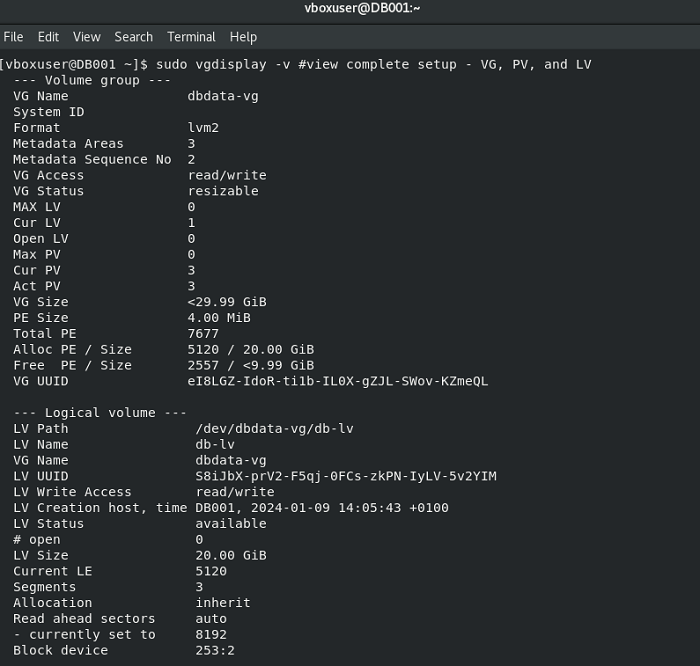 vboxuser@DB001:~
File Edit View Search Terminal Help
[vboxuser@DB001 ~]$ sudo vgdisplay -v #view complete setup - VG, PV, and LV
--- Volume group ---
VG Name dbdata-vg
System ID
Format lvm2
Metadata Areas 3
Metadata Sequence No 2
VG Access read/write
VG Status resizable
MAX LV 0
Cur LV 1
Open LV 0
Max PV 0
Cur PV 3
Act PV 3
VG Size <29.99 GiB
PE Size 4.00 MiB
Total PE 7677
Alloc PE / Size 5120 / 20.00 GiB
Free PE / Size 2557 / <9.99 GiB
VG UUID eI8LGZ-IdoR-ti1b-IL0X-gZJL-SWov-KZmeQL
--- Logical volume ---
LV Path /dev/dbdata-vg/db-lv
LV Name db-lv
VG Name dbdata-vg
LV UUID S8iJbX-prV2-F5qj-0FCs-zkPN-IyLV-5v2YIM
LV Write Access read/write
LV Creation host, time DB001, 2024-01-09 14:05:43 +0100
LV Status available
# open 0
LV Size 20.00 GiB
Current LE 5120
Segments 3
Allocation inherit
Read ahead sectors auto
- currently set to 8192
Block device 253:2